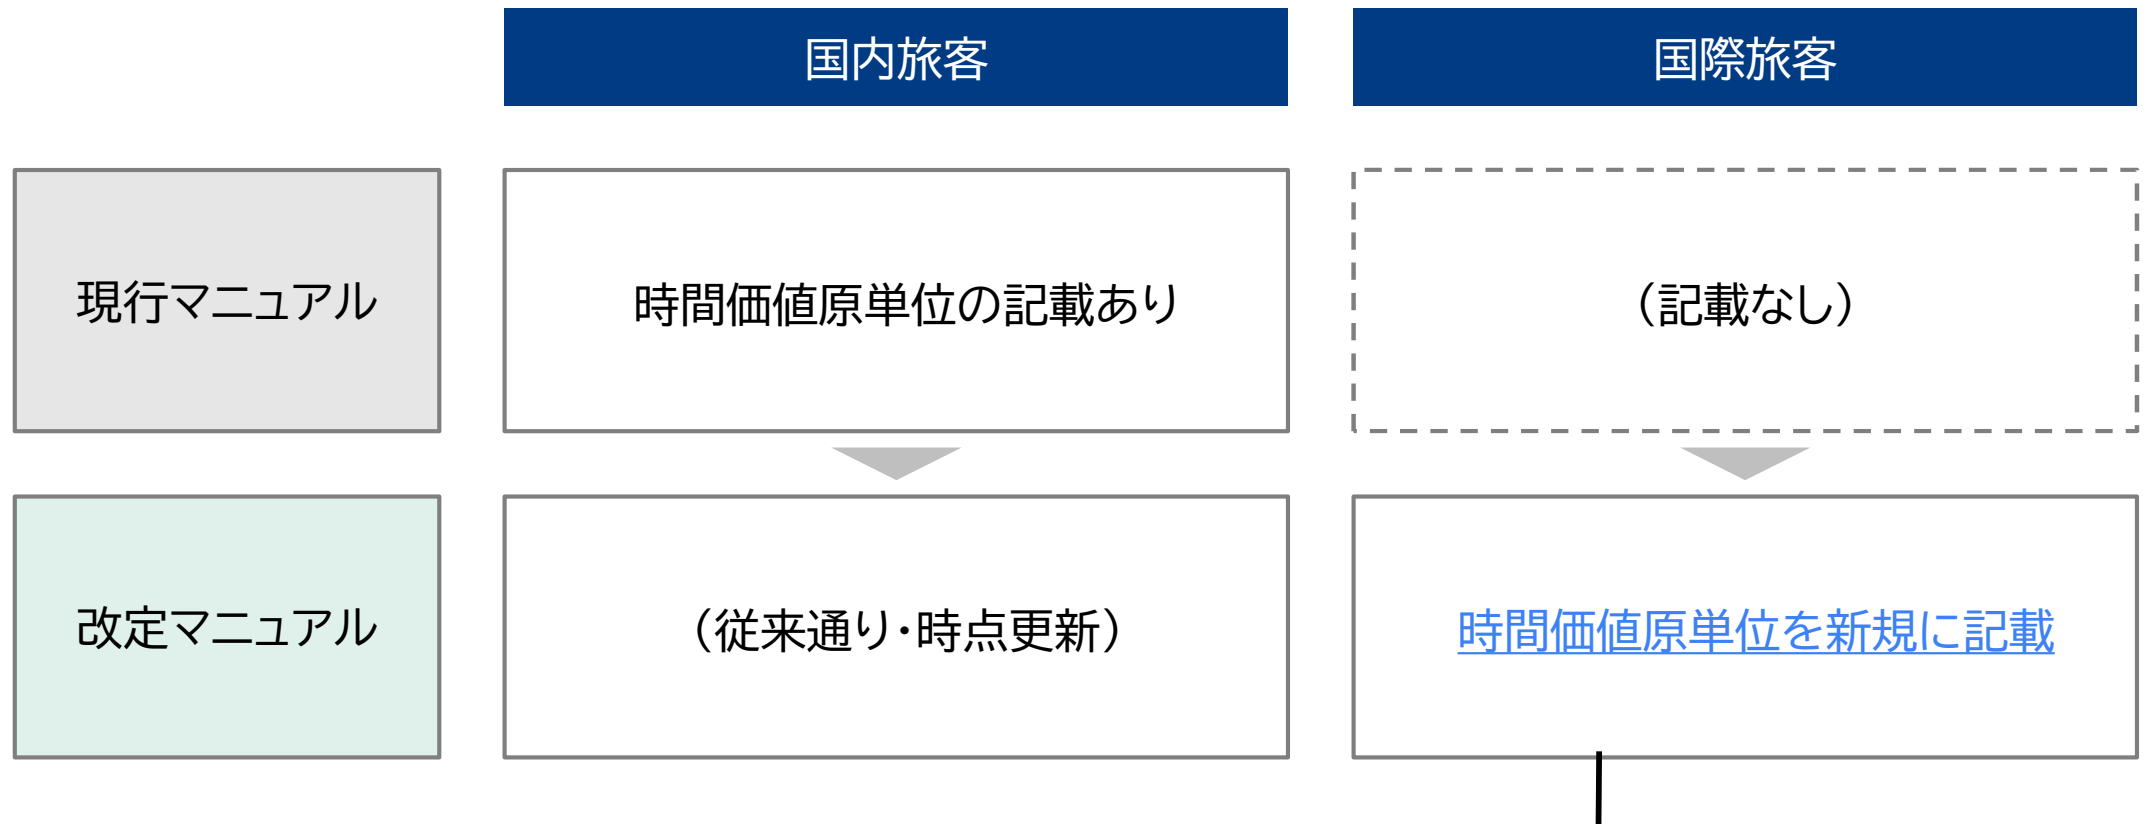 国内旅客
国際旅客
現行マニュアル
時間価値原単位の記載あり
（記載なし）
改定マニュアル
（従来通り・時点更新）
時間価値原単位を新規に記載